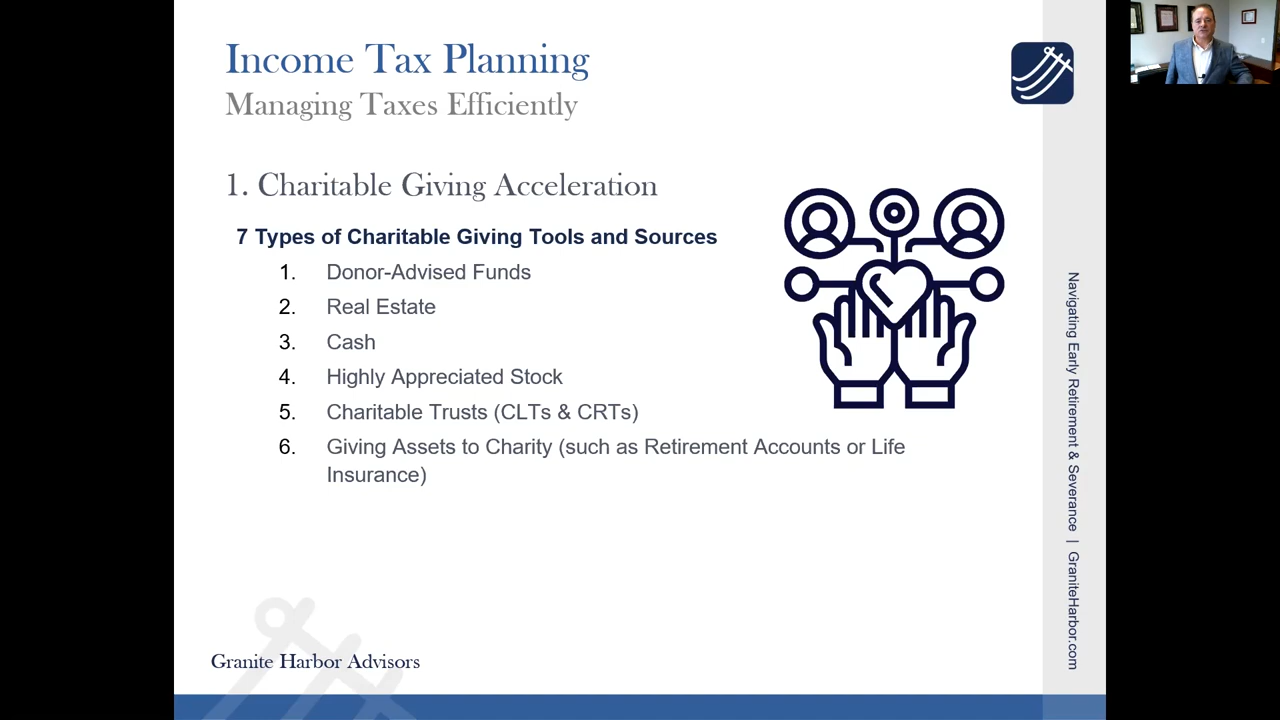 Income Tax Planning
Managing Taxes Efficiently
1. Charitable Giving Acceleration
7 Types of Charitable Giving Tools and Sources
1. Donor-Advised Funds
2. Real Estate
3. Cash
4. Highly Appreciated Stock
5. Charitable Trusts (CLTs & CRTs)
6. Giving Assets to Charity (such as Retirement Accounts or Life
Insurance)
Granite Harbor Advisors
Navigating Early Retirement & Severance | GraniteHarbor.com